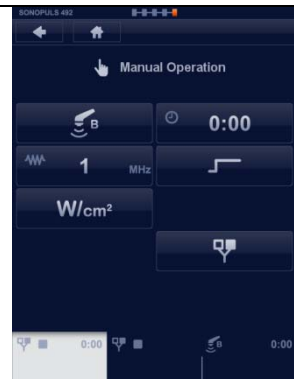 SONOPULS 492
Manual Operation
B
0:00
1 MHz
W/cm²
0:00
B 0:00